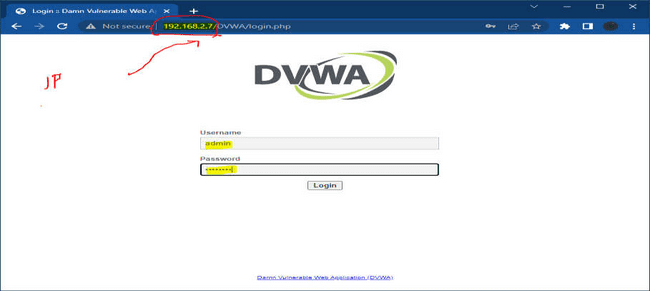 Login :: Damn Vulnerable Web Ap
Not secure 192.168.2.7/DVWA/login.php
IP
DVWA
Username
admin
Password
••••••••
Login
Damn Vulnerable Web Application (DVWA)